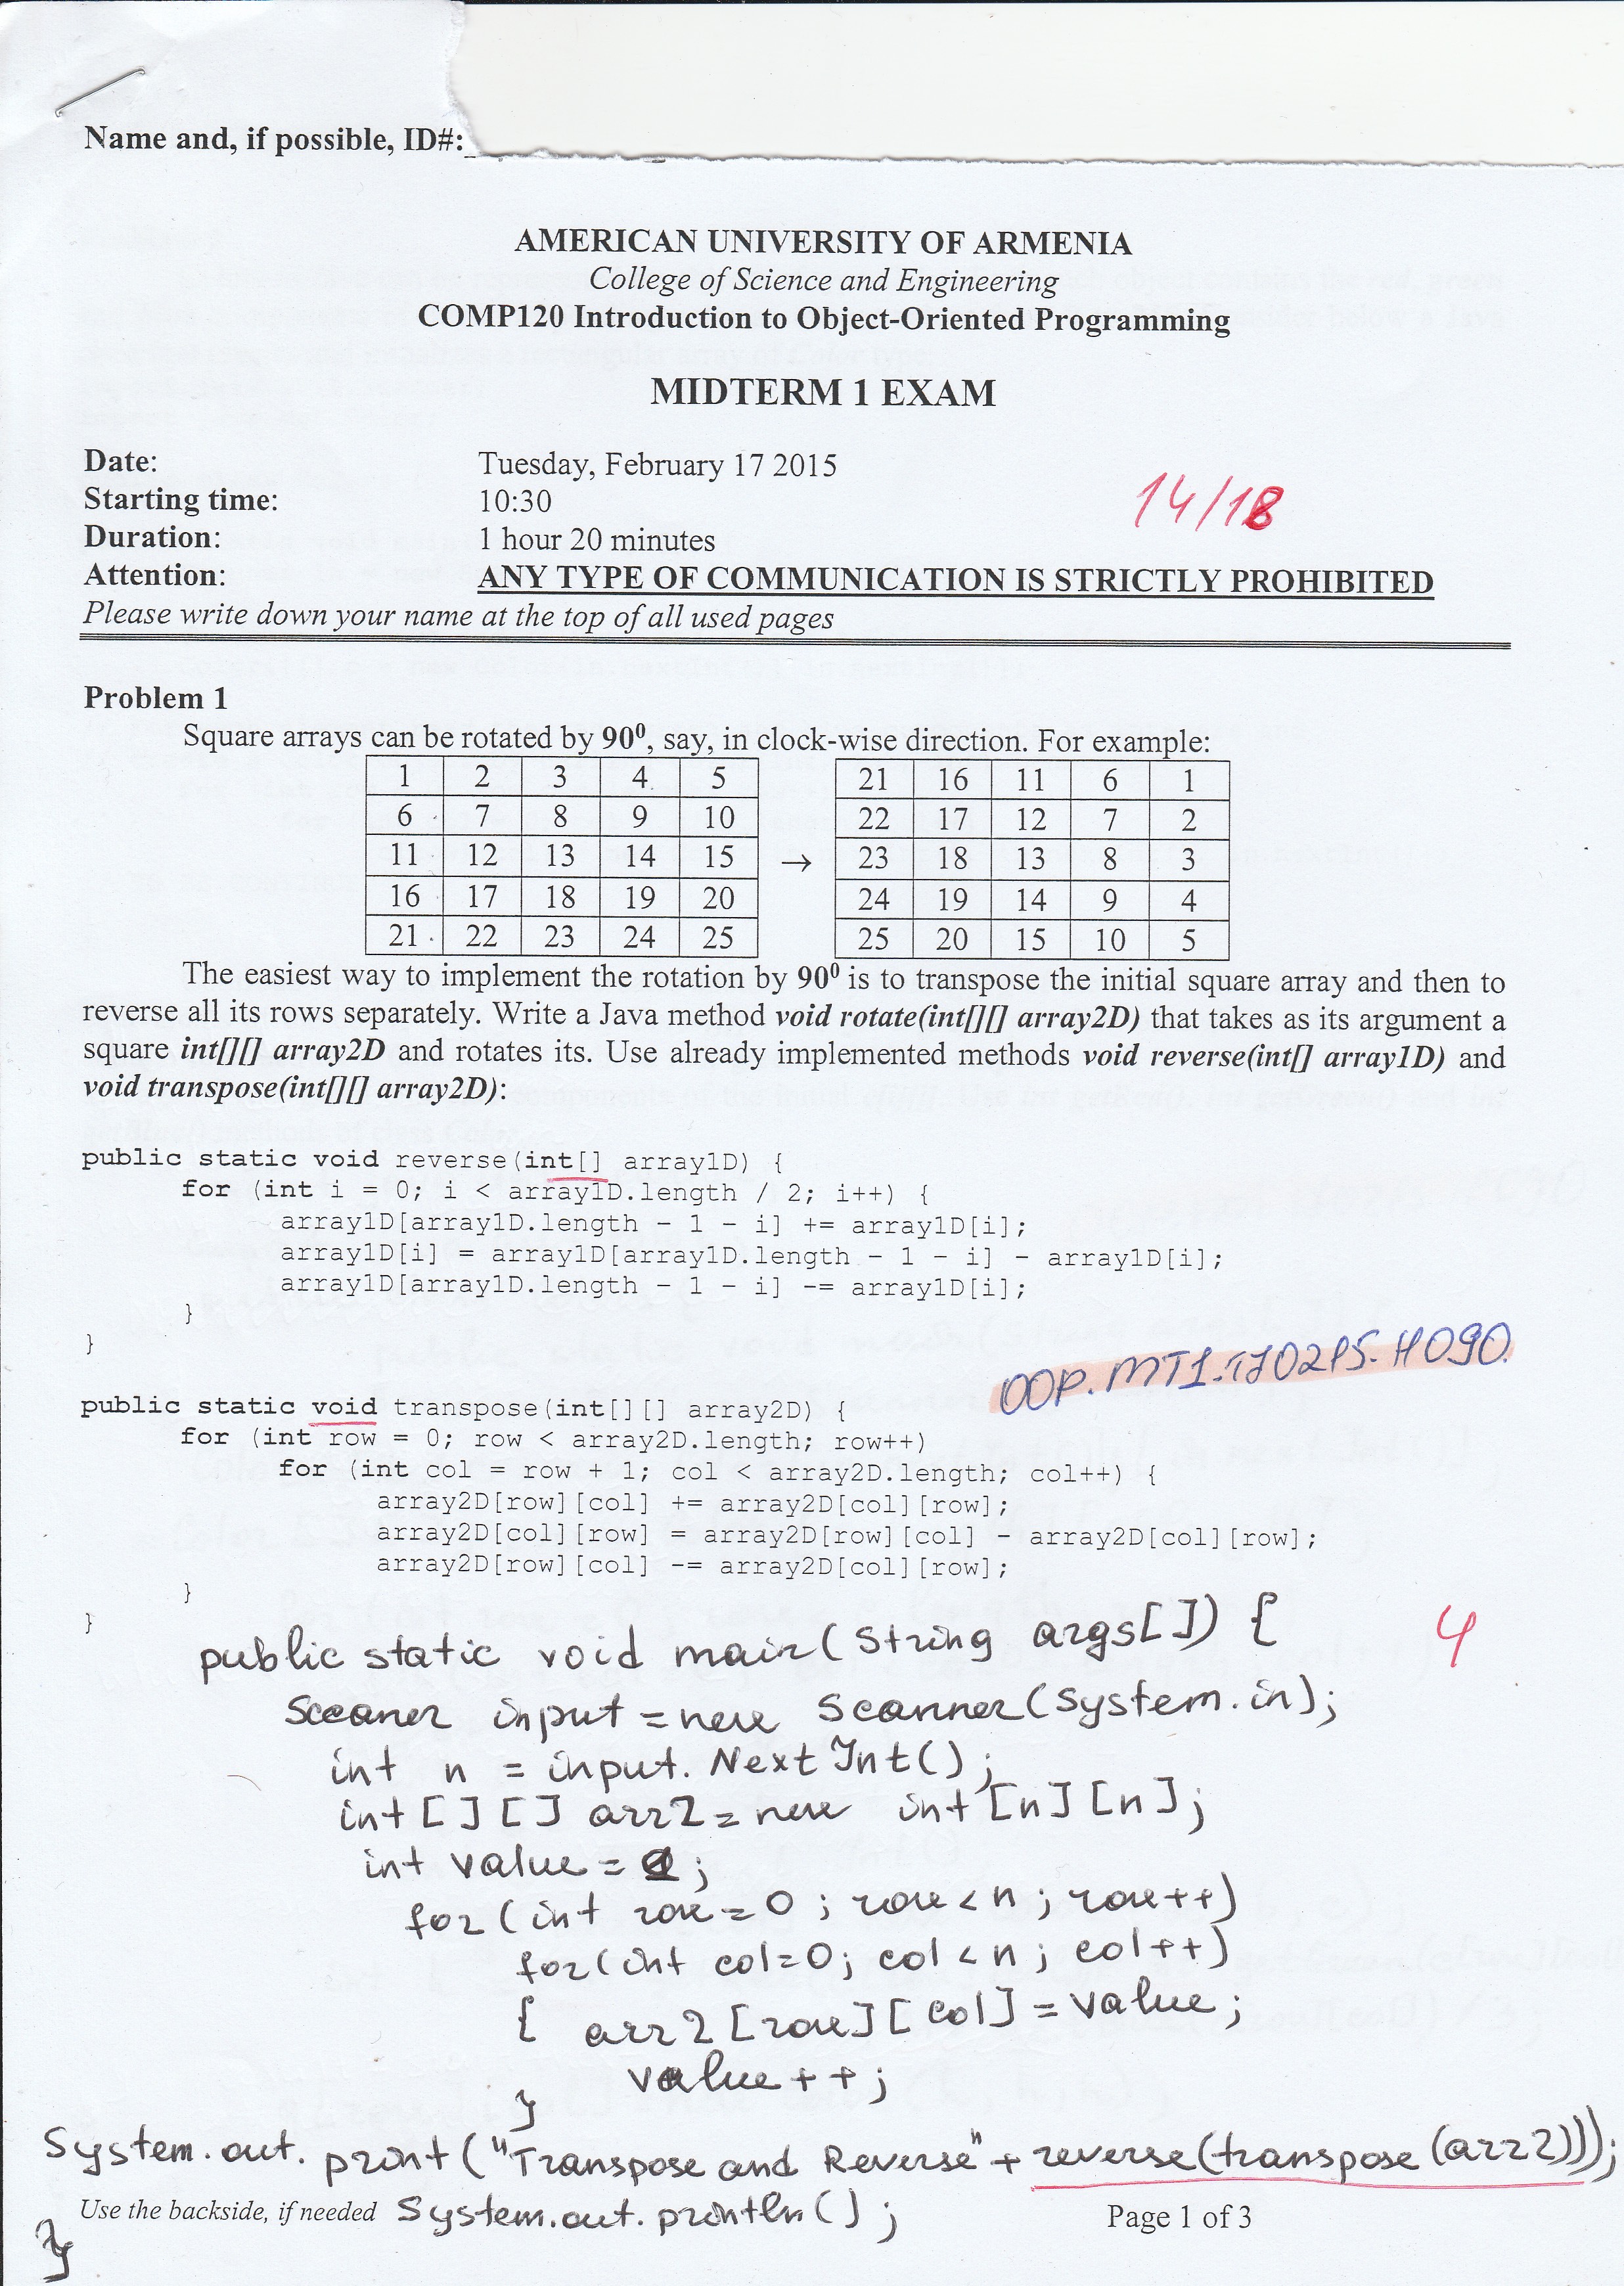 Name and, if possible, ID#:
AMERICAN UNIVERSITY OF ARMENIA
College of Science and Engineering
COMP120 Introduction to Object-Oriented Programming
MIDTERM 1 EXAM
Date: Tuesday, February 17 2015
Starting time: 10:30
14/18
Duration: 1 hour 20 minutes
Attention: ANY TYPE OF COMMUNICATION IS STRICTLY PROHIBITED
Please write down your name at the top of all used pages
Problem 1
Square arrays can be rotated by 90⁰, say, in clock-wise direction. For example:
1 2 3 4 5 21 16 11 6 1
6 7 8 9 10 22 17 12 7 2
11 12 13 14 15 → 23 18 13 8 3
16 17 18 19 20 24 19 14 9 4
21 22 23 24 25 25 20 15 10 5
The easiest way to implement the rotation by 90⁰ is to transpose the initial square array and then to
reverse all its rows separately. Write a Java method void rotate(int[][] array2D) that takes as its argument a
square int[][] array2D and rotates its. Use already implemented methods void reverse(int[] array1D) and
void transpose(int[][] array2D):
public static void reverse(int[] array1D) {
for (int i = 0; i < array1D.length / 2; i++) {
array1D[array1D.length - 1 - i] += array1D[i];
array1D[i] = array1D[array1D.length - 1 - i] - array1D[i];
array1D[array1D.length - 1 - i] -= array1D[i];
}
}
OOP.MT1.170215.H090
public static void transpose(int[][] array2D) {
for (int row = 0; row < array2D.length; row++)
for (int col = row + 1; col < array2D.length; col++) {
array2D[row][col] += array2D[col][row];
array2D[col][row] = array2D[row][col] - array2D[col][row];
array2D[row][col] -= array2D[col][row];
}
}
public static void main(String args[]) {
4
Sceaner input = new Scanner(System.in);
int n = input.NextInt();
int[][] arr2 = new int[n][n];
int value = 1;
for(int row = 0; row < n; row++)
for(int col=0; col < n; col++)
{ arr2[row][col] = value;
value++;
}
System.out.print("Transpose and Reverse" + reverse(transpose(arr2)));
Use the backside, if needed System.out.println();
Page 1 of 3
}